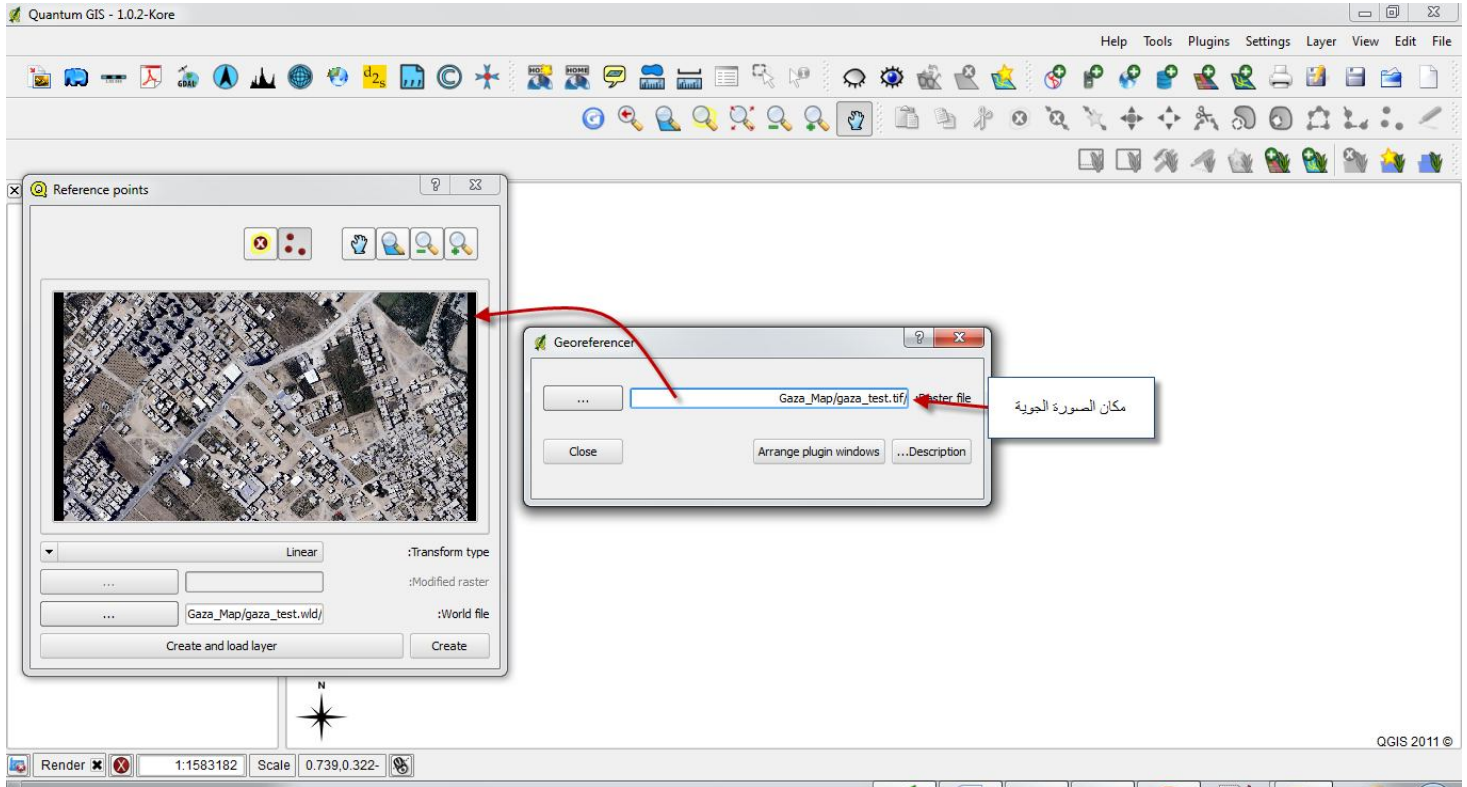 Quantum GIS - 1.0.2-Kore
Help Tools Plugins Settings Layer View Edit File
Reference points
Georeferencer
... Gaza_Map/gaza_test.tif/ :Raster file
مكان الصورة الجوية
Close Arrange plugin windows ...Description
Linear :Transform type
... :Modified raster
... Gaza_Map/gaza_test.wld/ :World file
Create and load layer Create
N
QGIS 2011 ©
Render 1:1583182 Scale 0.739,0.322-